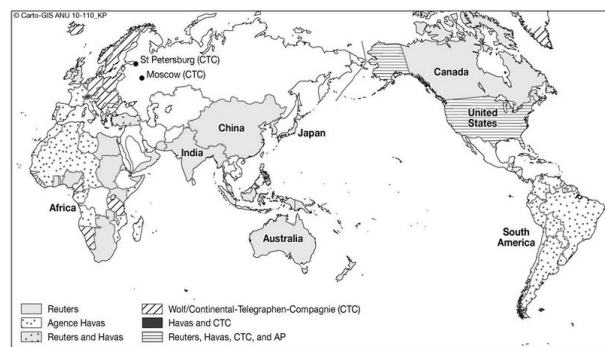 © Carto-GIS ANU 10-110_KP
St Petersburg (CTC)
Moscow (CTC)
Canada
United
States
China
Japan
India
Africa
Australia
South
America
Reuters
Agence Havas
Reuters and Havas
Wolf/Continental-Telegraphen-Compagnie (CTC)
Havas and CTC
Reuters, Havas, CTC, and AP